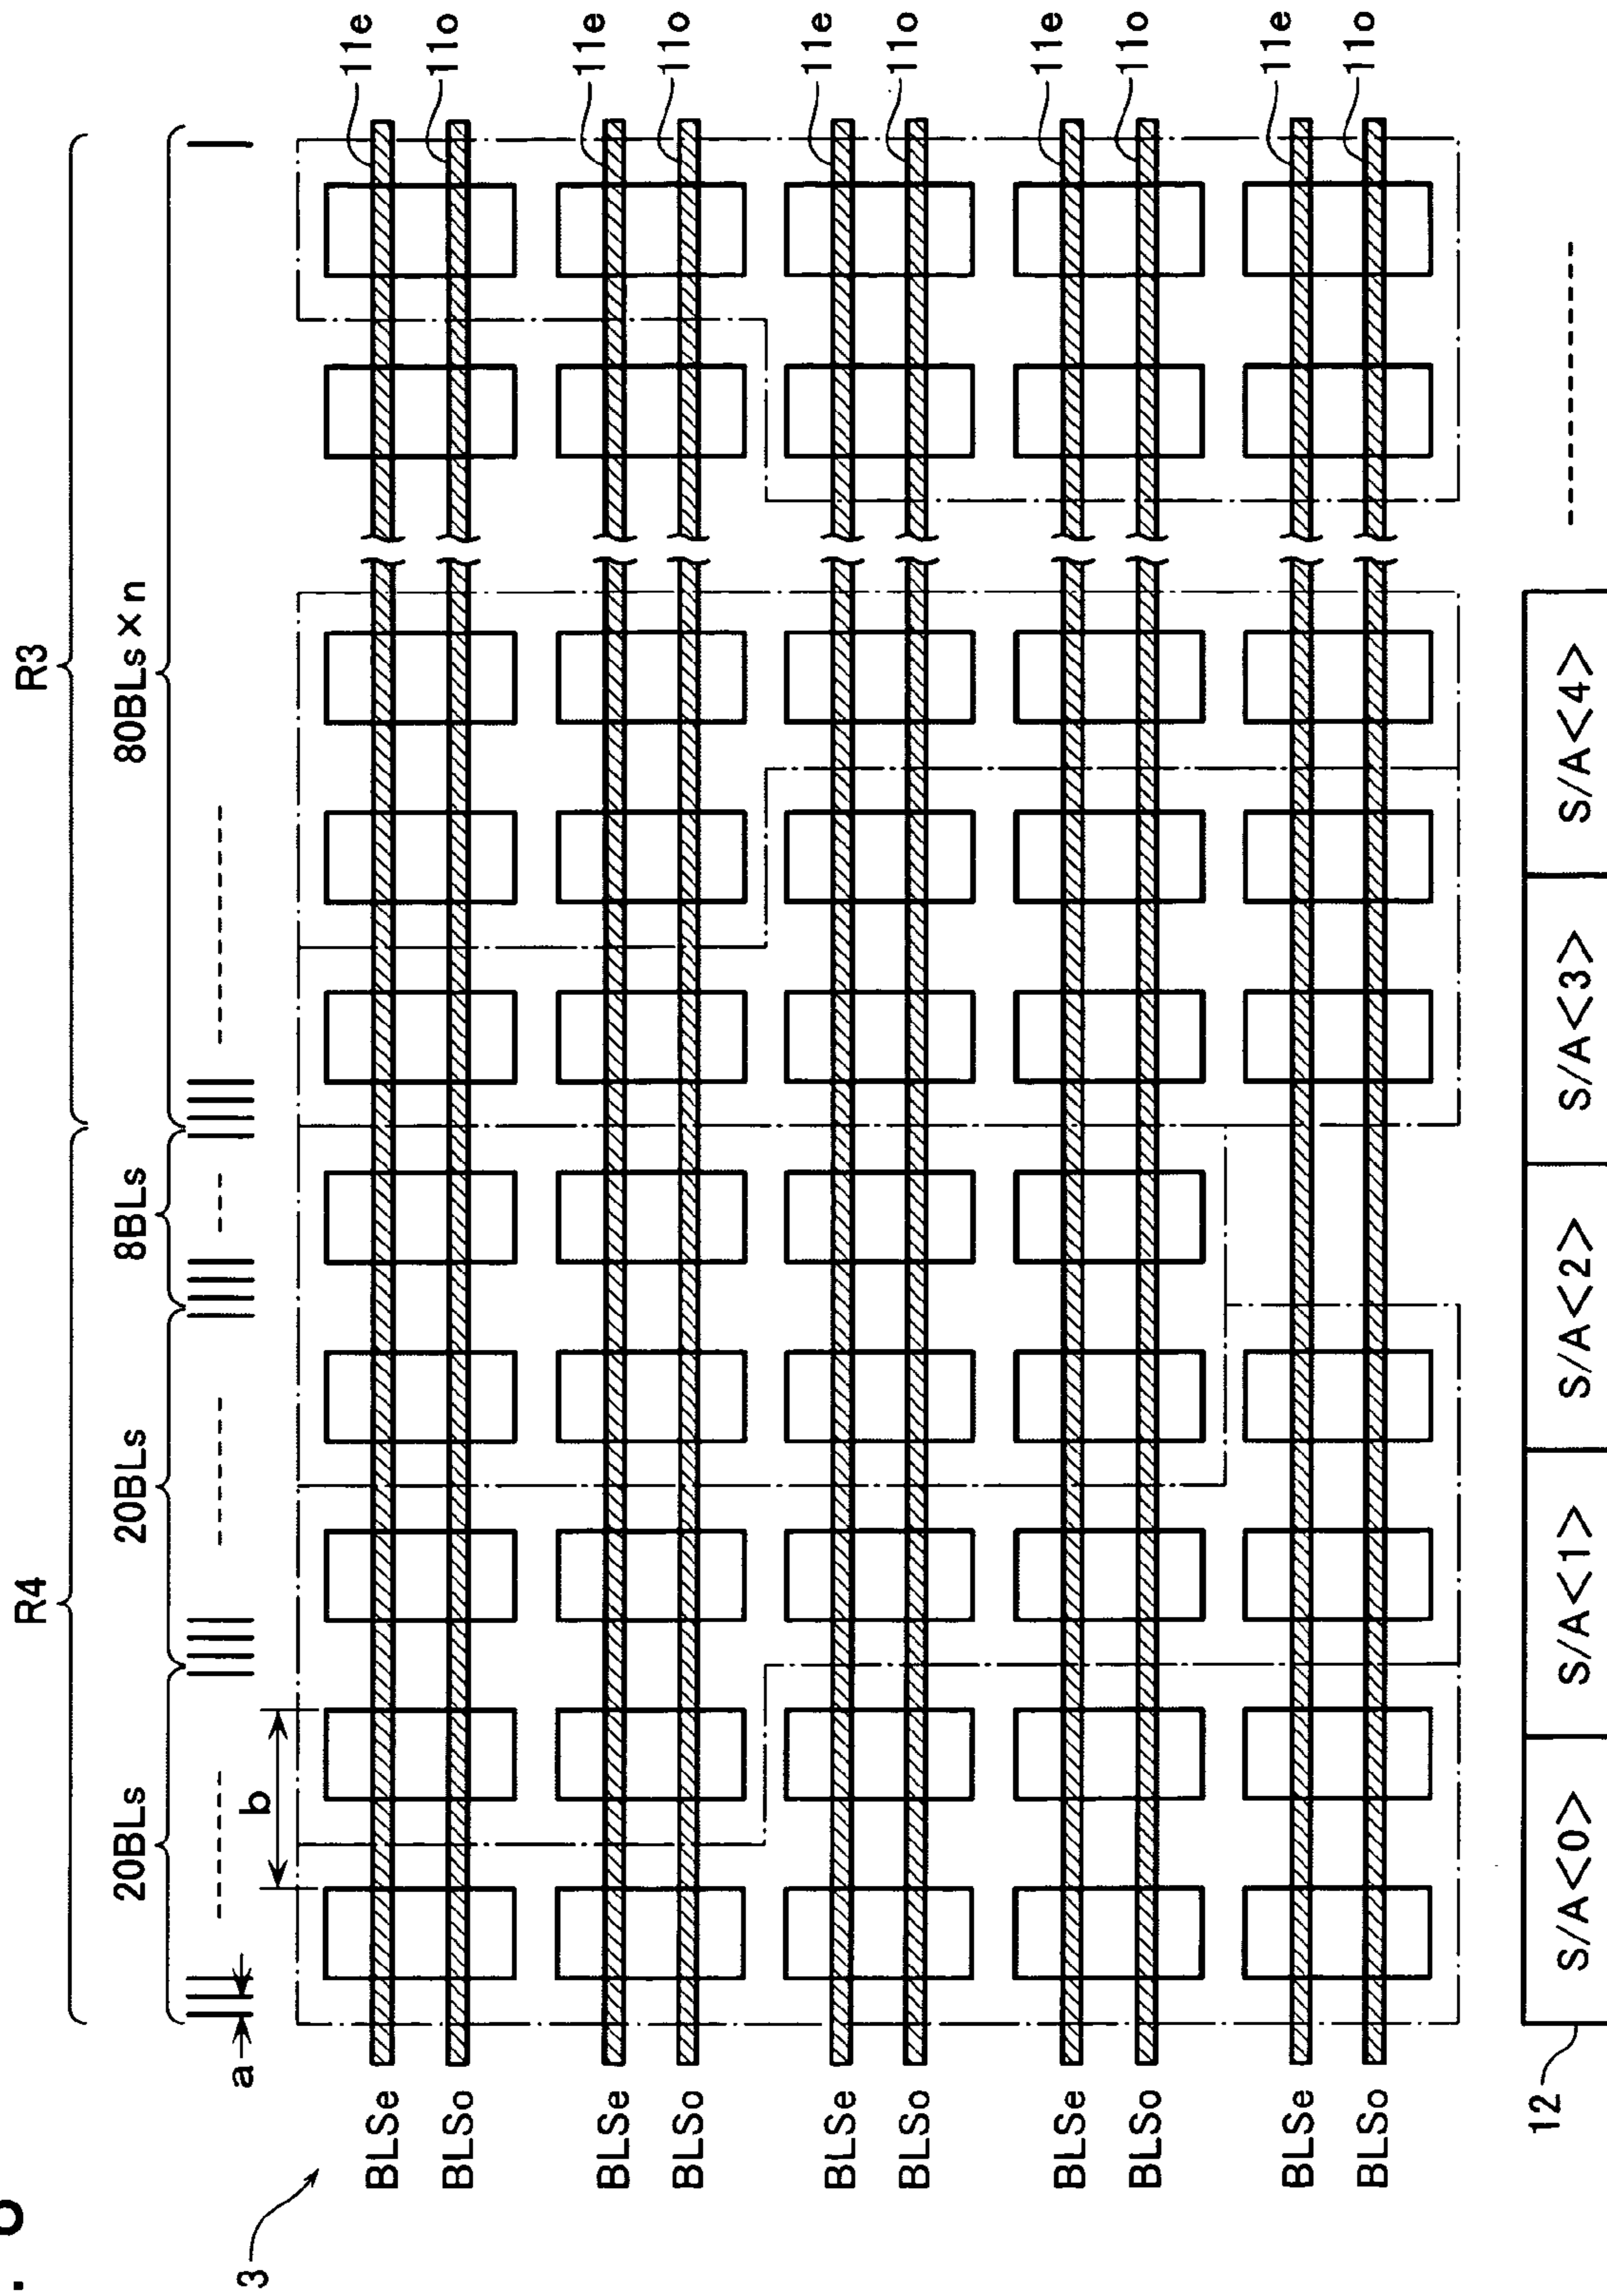 R4 R3
20BLs 20BLs 8BLs 80BLs×n
a b
3
BLSe 11e
BLSo 11o
BLSe 11e
BLSo 11o
BLSe 11e
BLSo 11o
BLSe 11e
BLSo 11o
BLSe 11e
BLSo 11o
12 S/A<0> S/A<1> S/A<2> S/A<3> S/A<4>